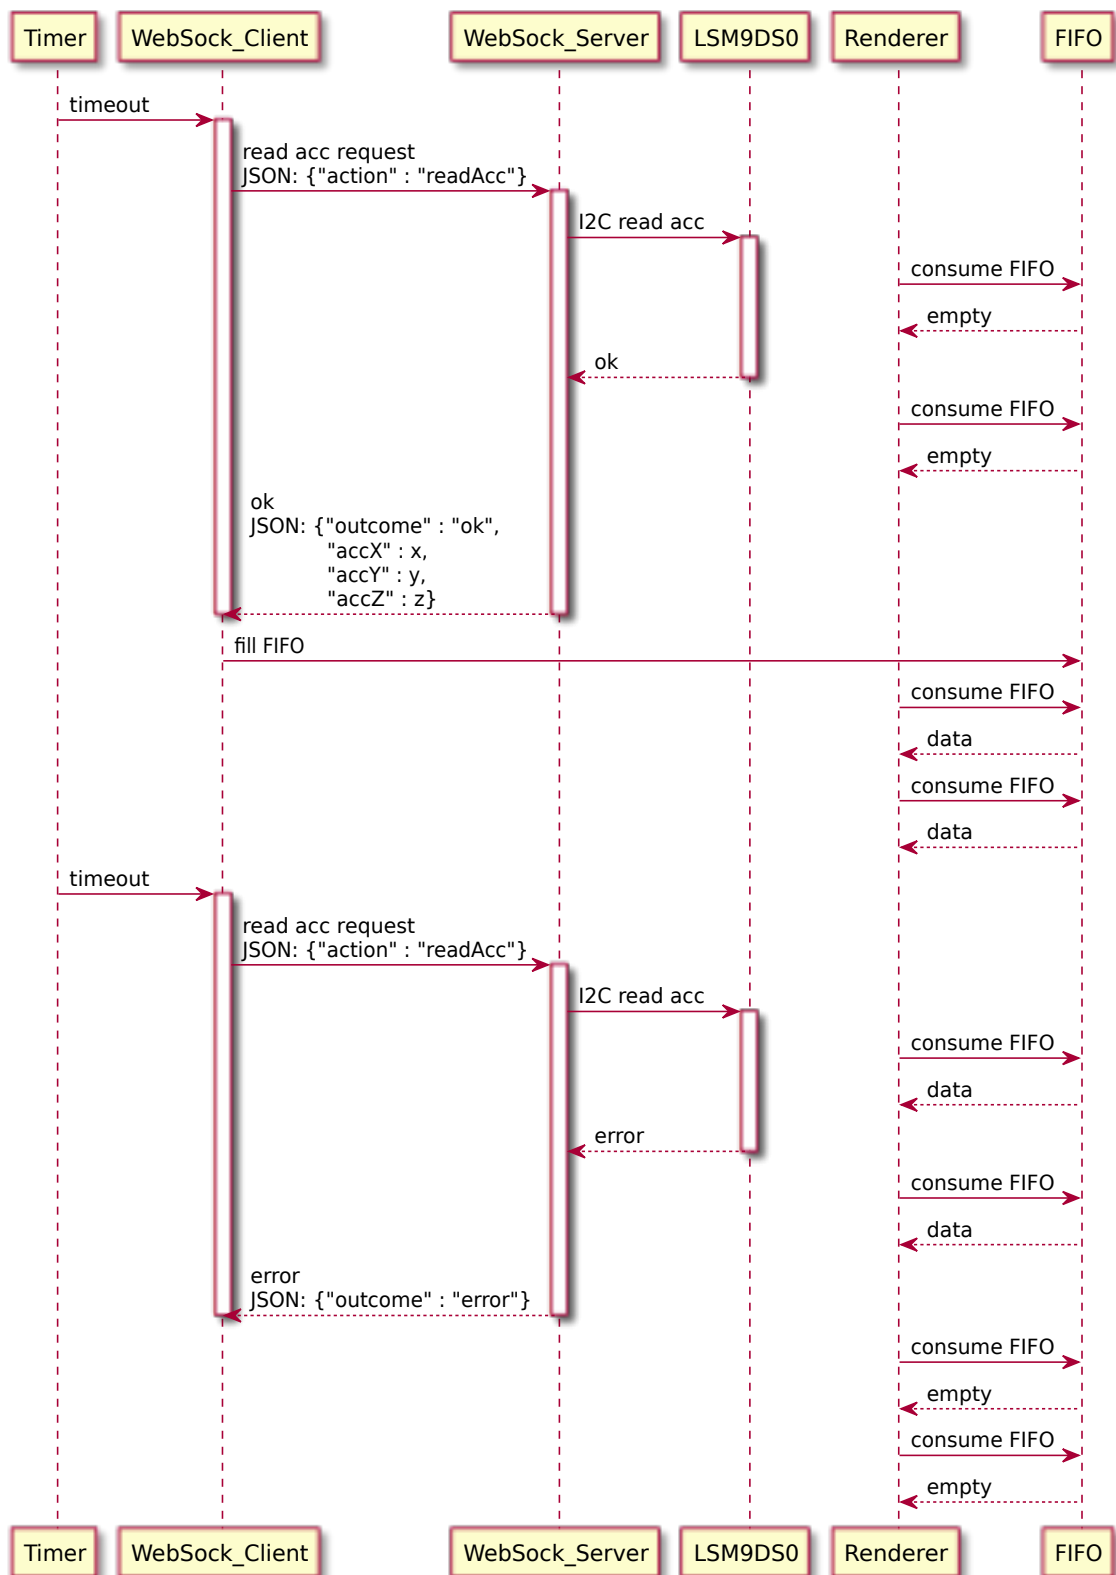 Timer WebSock_Client WebSock_Server LSM9DS0 Renderer FIFO
timeout
read acc request
JSON: {"action" : "readAcc"}
I2C read acc
consume FIFO
empty
ok
consume FIFO
empty
ok
JSON: {"outcome" : "ok",
"accX" : x,
"accY" : y,
"accZ" : z}
fill FIFO
consume FIFO
data
consume FIFO
data
timeout
read acc request
JSON: {"action" : "readAcc"}
I2C read acc
consume FIFO
data
error
consume FIFO
data
error
JSON: {"outcome" : "error"}
consume FIFO
empty
consume FIFO
empty
Timer WebSock_Client WebSock_Server LSM9DS0 Renderer FIFO